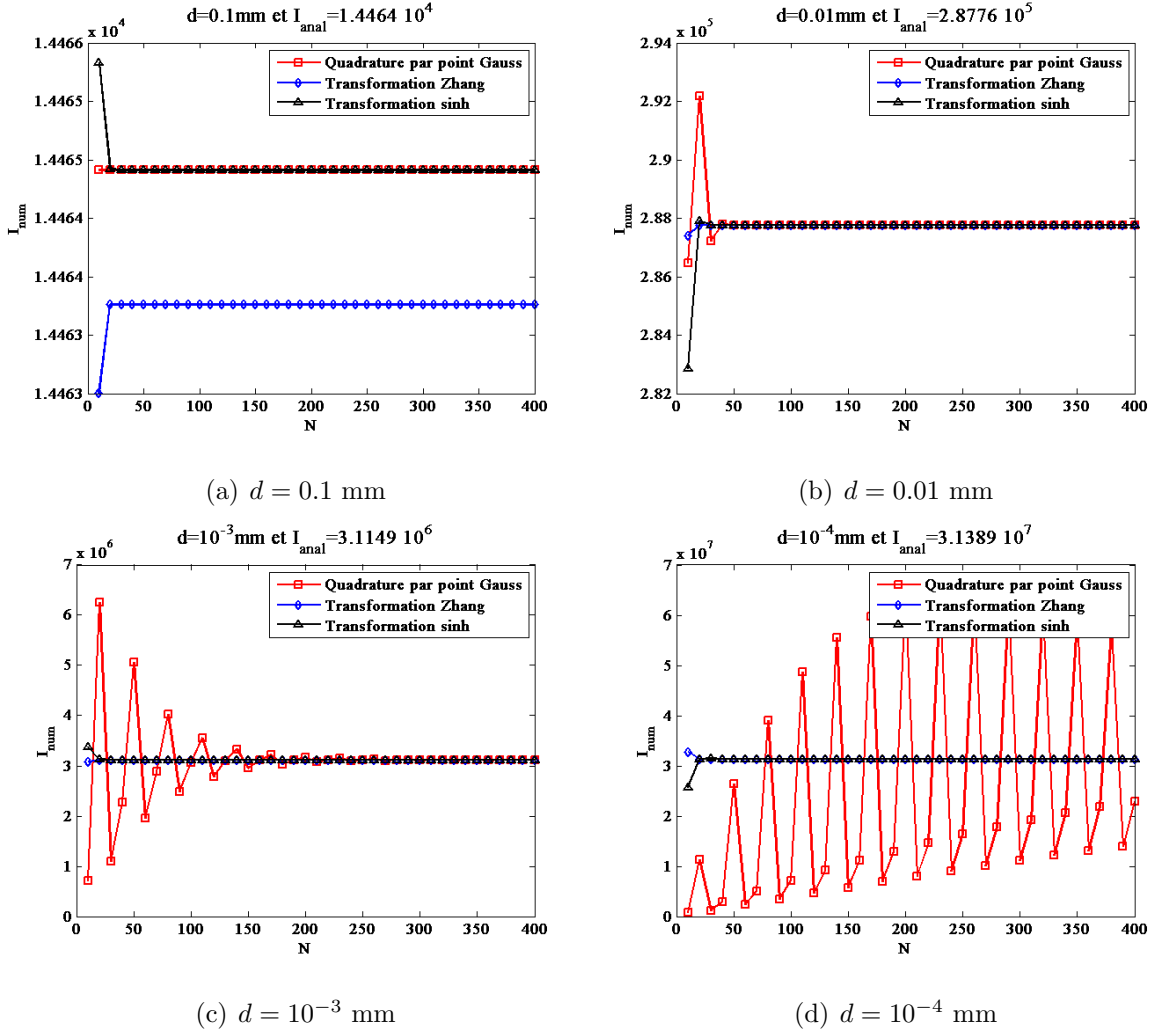 d=0.1mm et I_anal=1.4464 10^4
x 10^4
1.4466
1.4465
1.4465
1.4464
1.4464
1.4463
1.4463
I_num
0 50 100 150 200 250 300 350 400
N
Quadrature par point Gauss
Transformation Zhang
Transformation sinh
(a) d = 0.1 mm
d=0.01mm et I_anal=2.8776 10^5
x 10^5
2.94
2.92
2.9
2.88
2.86
2.84
2.82
I_num
0 50 100 150 200 250 300 350 400
N
Quadrature par point Gauss
Transformation Zhang
Transformation sinh
(b) d = 0.01 mm
d=10^-3mm et I_anal=3.1149 10^6
x 10^6
7
6
5
4
3
2
1
0
I_num
0 50 100 150 200 250 300 350 400
N
Quadrature par point Gauss
Transformation Zhang
Transformation sinh
(c) d = 10^−3 mm
d=10^-4mm et I_anal=3.1389 10^7
x 10^7
7
6
5
4
3
2
1
0
I_num
0 50 100 150 200 250 300 350 400
N
Quadrature par point Gauss
Transformation Zhang
Transformation sinh
(d) d = 10^−4 mm